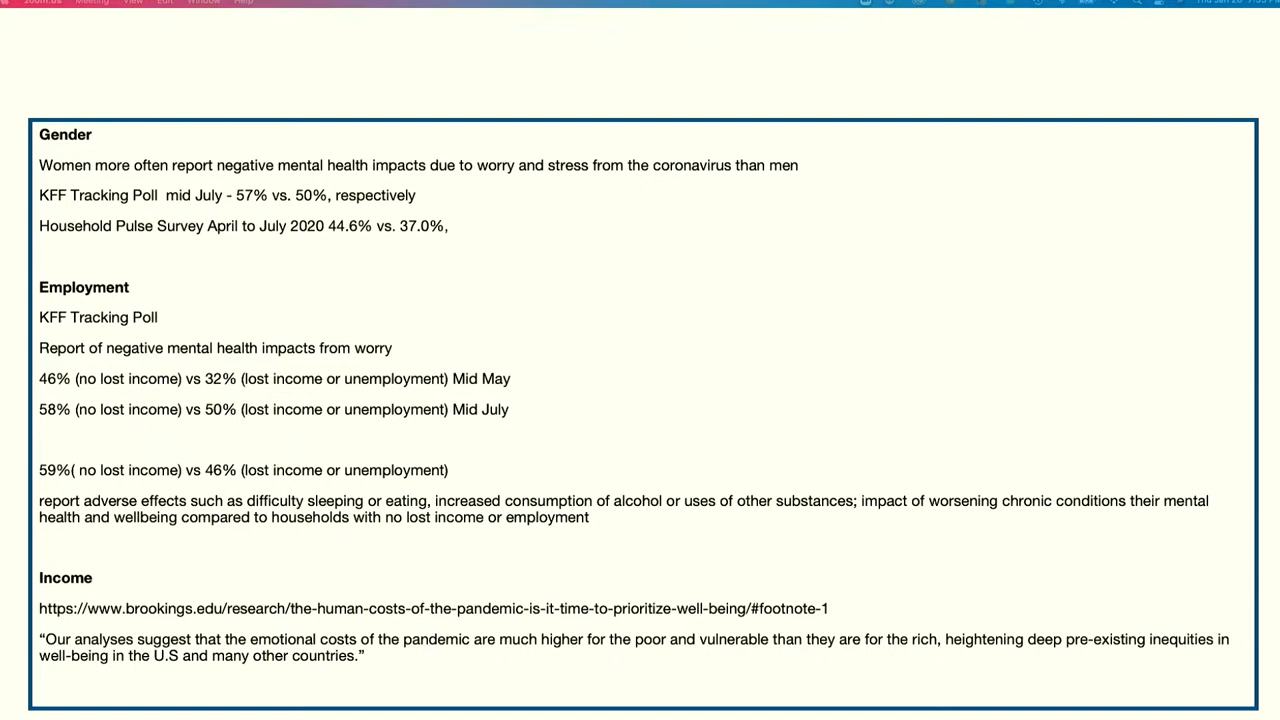 Gender
Women more often report negative mental health impacts due to worry and stress from the coronavirus than men
KFF Tracking Poll  mid July - 57% vs. 50%, respectively
Household Pulse Survey April to July 2020 44.6% vs. 37.0%,
Employment
KFF Tracking Poll
Report of negative mental health impacts from worry
46% (no lost income) vs 32% (lost income or unemployment) Mid May
58% (no lost income) vs 50% (lost income or unemployment) Mid July
59%( no lost income) vs 46% (lost income or unemployment)
report adverse effects such as difficulty sleeping or eating, increased consumption of alcohol or uses of other substances; impact of worsening chronic conditions their mental
health and wellbeing compared to households with no lost income or employment
Income
https://www.brookings.edu/research/the-human-costs-of-the-pandemic-is-it-time-to-prioritize-well-being/#footnote-1
“Our analyses suggest that the emotional costs of the pandemic are much higher for the poor and vulnerable than they are for the rich, heightening deep pre-existing inequities in
well-being in the U.S and many other countries.”